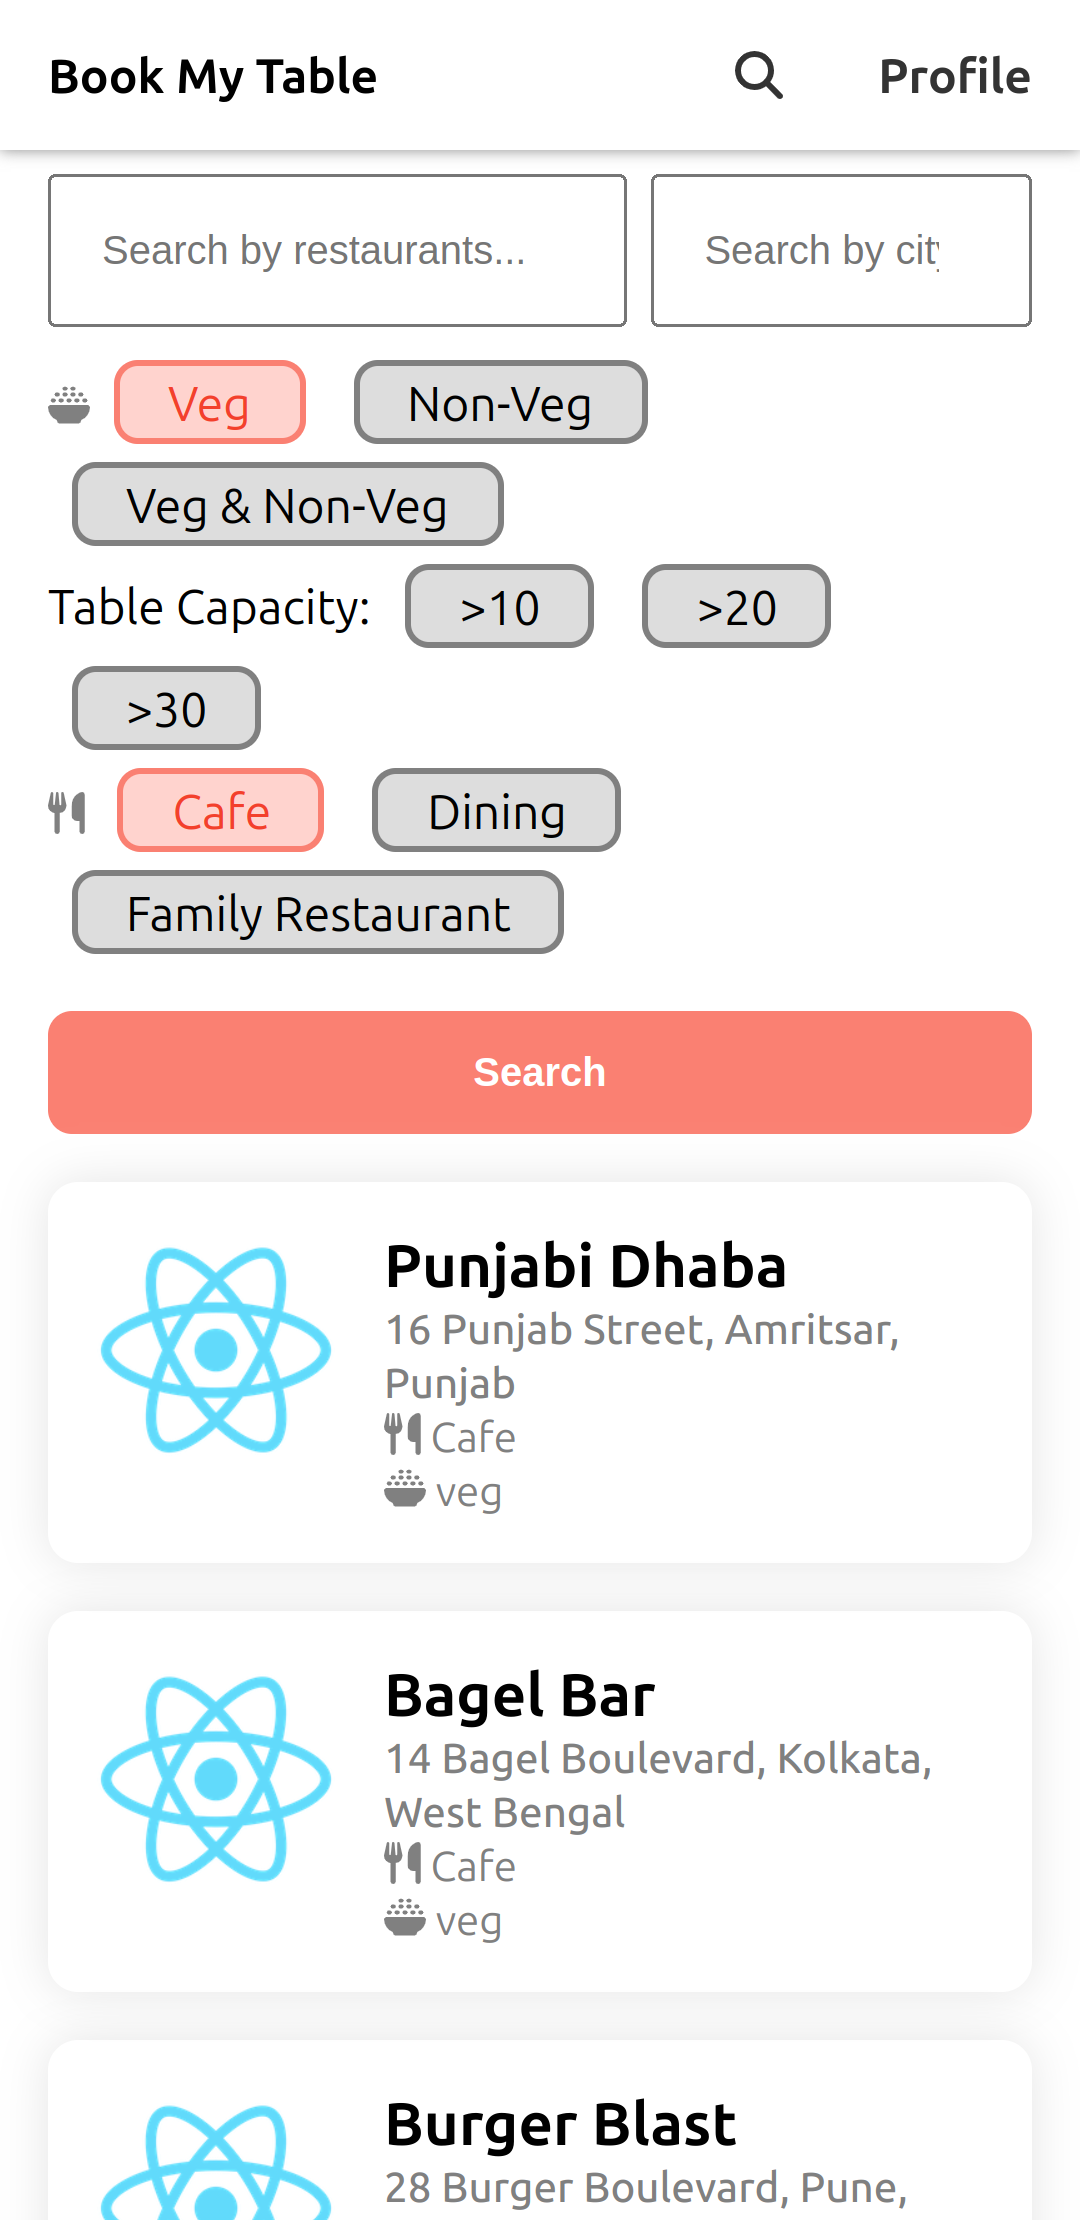 Book My Table
Profile
Search by restaurants...
Search by city
Veg
Non-Veg
Veg & Non-Veg
Table Capacity:
>10
>20
>30
Cafe
Dining
Family Restaurant
Search
Punjabi Dhaba
16 Punjab Street, Amritsar,
Punjab
Cafe
veg
Bagel Bar
14 Bagel Boulevard, Kolkata,
West Bengal
Cafe
veg
Burger Blast
28 Burger Boulevard, Pune,